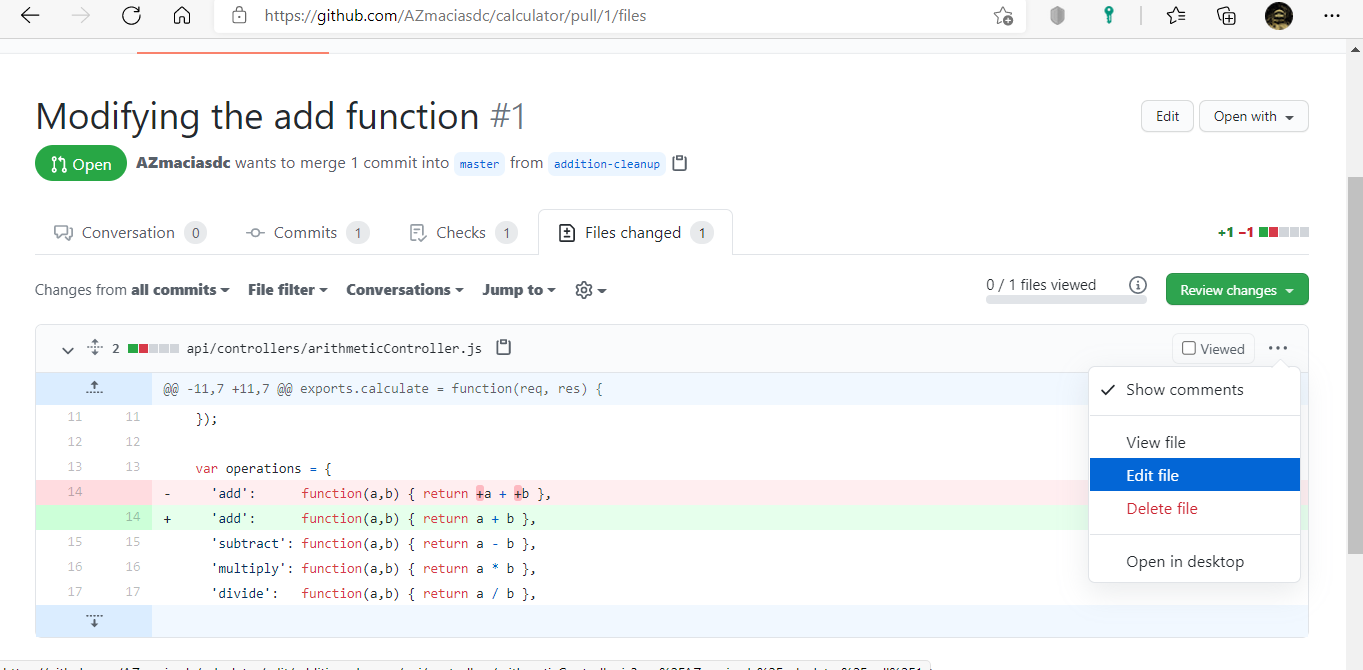 https://github.com/AZmaciasdc/calculator/pull/1/files
Modifying the add function #1
Edit Open with
Open AZmaciasdc wants to merge 1 commit into master from addition-cleanup
Conversation 0 Commits 1 Checks 1 Files changed 1 +1 −1
Changes from all commits File filter Conversations Jump to 0 / 1 files viewed Review changes
2 api/controllers/arithmeticController.js Viewed ...
@@ -11,7 +11,7 @@ exports.calculate = function(req, res) {
Show comments
11 11 });
12 12
View file
13 13 var operations = {
Edit file
14 - 'add': function(a,b) { return +a + +b },
Delete file
14 + 'add': function(a,b) { return a + b },
15 15 'subtract': function(a,b) { return a - b },
Open in desktop
16 16 'multiply': function(a,b) { return a * b },
17 17 'divide': function(a,b) { return a / b },